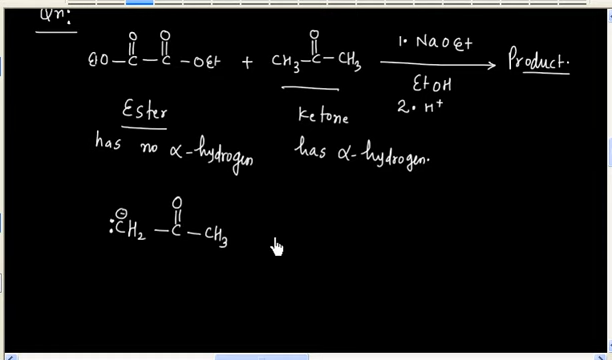 Qn:
O O O 1. NaOEt
EtO—C—C—OEt + CH3—C—CH3 → Product.
EtOH
2. H+
Ester Ketone
has no α-hydrogen has α-hydrogen.
O
:⊖CH2—C—CH3